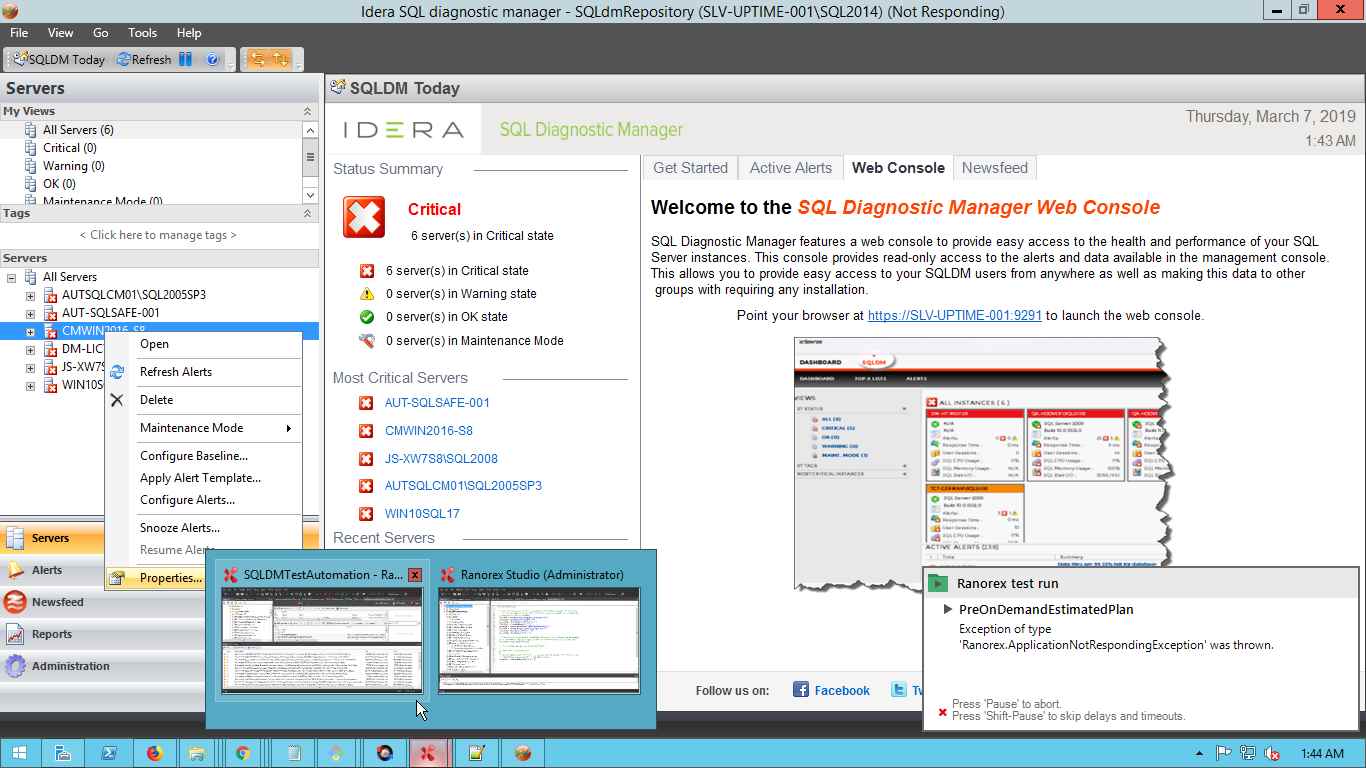 Idera SQL diagnostic manager - SQLdmRepository (SLV-UPTIME-001\SQL2014) (Not Responding)
File View Go Tools Help
SQLDM Today Refresh
Servers
My Views
All Servers (6)
Critical (0)
Warning (0)
OK (0)
Maintenance Mode (0)
Tags
< Click here to manage tags >
Servers
All Servers
AUTSQLCM01\SQL2005SP3
AUT-SQLSAFE-001
CMWIN2016-S8
DM-LIC
JS-XW7S
WIN10S
Open
Refresh Alerts
Delete
Maintenance Mode
Configure Baseline...
Apply Alert Template...
Configure Alerts...
Snooze Alerts...
Resume Alerts
Properties...
Servers
Alerts
Newsfeed
Reports
Administration
SQLDM Today
IDERA SQL Diagnostic Manager
Thursday, March 7, 2019
1:43 AM
Status Summary
Critical
6 server(s) in Critical state
6 server(s) in Critical state
0 server(s) in Warning state
0 server(s) in OK state
0 server(s) in Maintenance Mode
Most Critical Servers
AUT-SQLSAFE-001
CMWIN2016-S8
JS-XW7S8\SQL2008
AUTSQLCM01\SQL2005SP3
WIN10SQL17
Recent Servers
Get Started Active Alerts Web Console Newsfeed
Welcome to the SQL Diagnostic Manager Web Console
SQL Diagnostic Manager features a web console to provide easy access to the health and performance of your SQL
Server instances. This console provides read-only access to the alerts and data available in the management console.
This allows you to provide easy access to your SQLDM users from anywhere as well as making this data to other
groups with requiring any installation.
Point your browser at https://SLV-UPTIME-001:9291 to launch the web console.
DASHBOARD SQLDM
DASHBOARD TOP X LISTS ALERTS
ALL INSTANCES ( 6 )
Follow us on: Facebook Tw
SQLDMTestAutomation - Ra...
Ranorex Studio (Administrator)
Ranorex test run
PreOnDemandEstimatedPlan
Exception of type
'Ranorex.ApplicationNotRespondingException' was thrown.
Press 'Pause' to abort.
Press 'Shift-Pause' to skip delays and timeouts.
1:44 AM